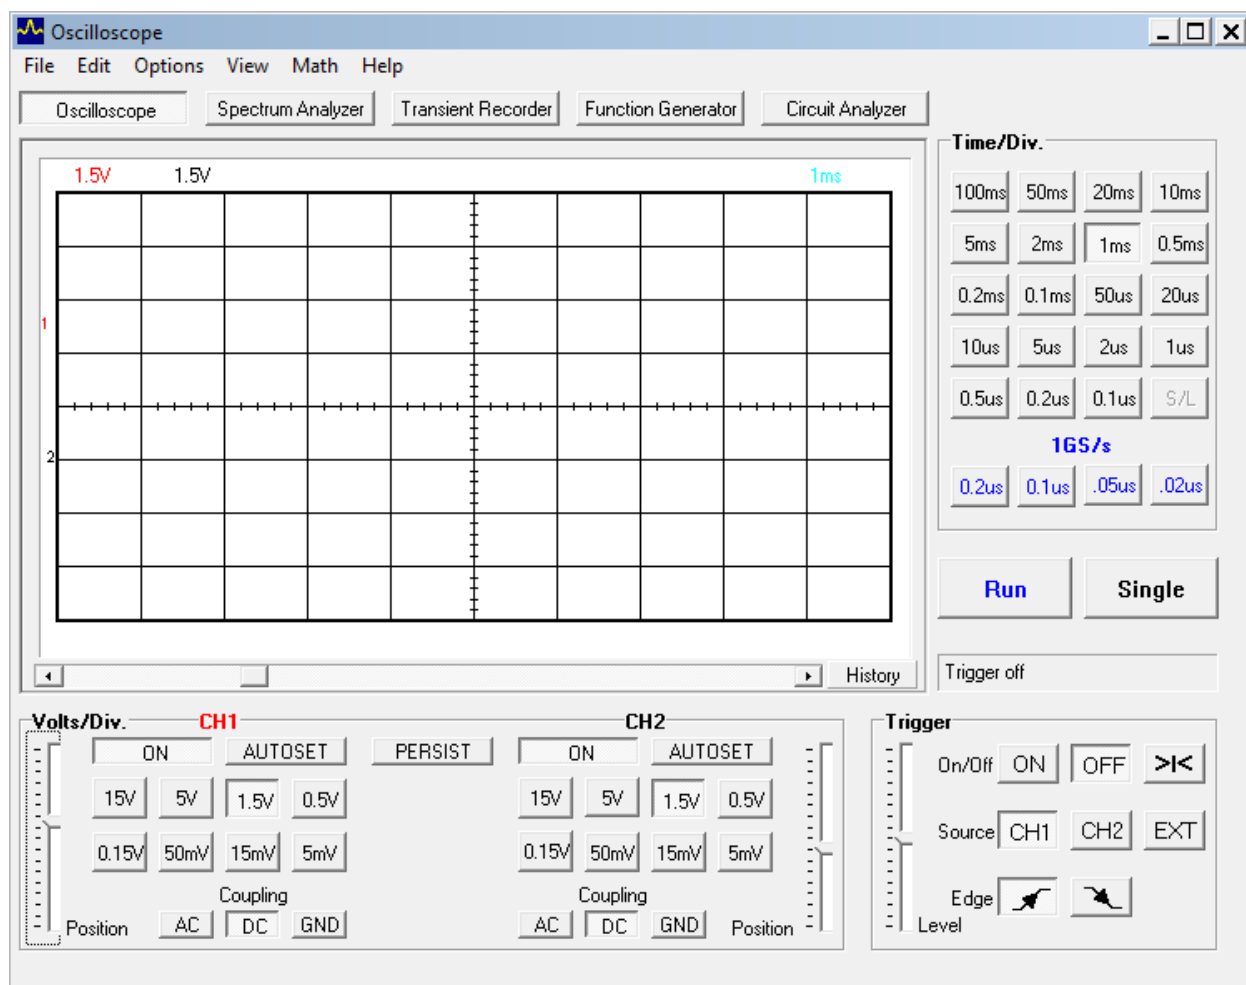 Oscilloscope
File Edit Options View Math Help
Oscilloscope Spectrum Analyzer Transient Recorder Function Generator Circuit Analyzer
1.5V 1.5V 1ms
1
2
History
Time/Div.
100ms 50ms 20ms 10ms
5ms 2ms 1ms 0.5ms
0.2ms 0.1ms 50us 20us
10us 5us 2us 1us
0.5us 0.2us 0.1us S/L
1GS/s
0.2us 0.1us .05us .02us
Run Single
Trigger off
Volts/Div. CH1 CH2
ON AUTOSET PERSIST ON AUTOSET
15V 5V 1.5V 0.5V 15V 5V 1.5V 0.5V
0.15V 50mV 15mV 5mV 0.15V 50mV 15mV 5mV
Coupling Coupling
Position AC DC GND AC DC GND Position
Trigger
On/Off ON OFF >I<
Source CH1 CH2 EXT
Edge
Level